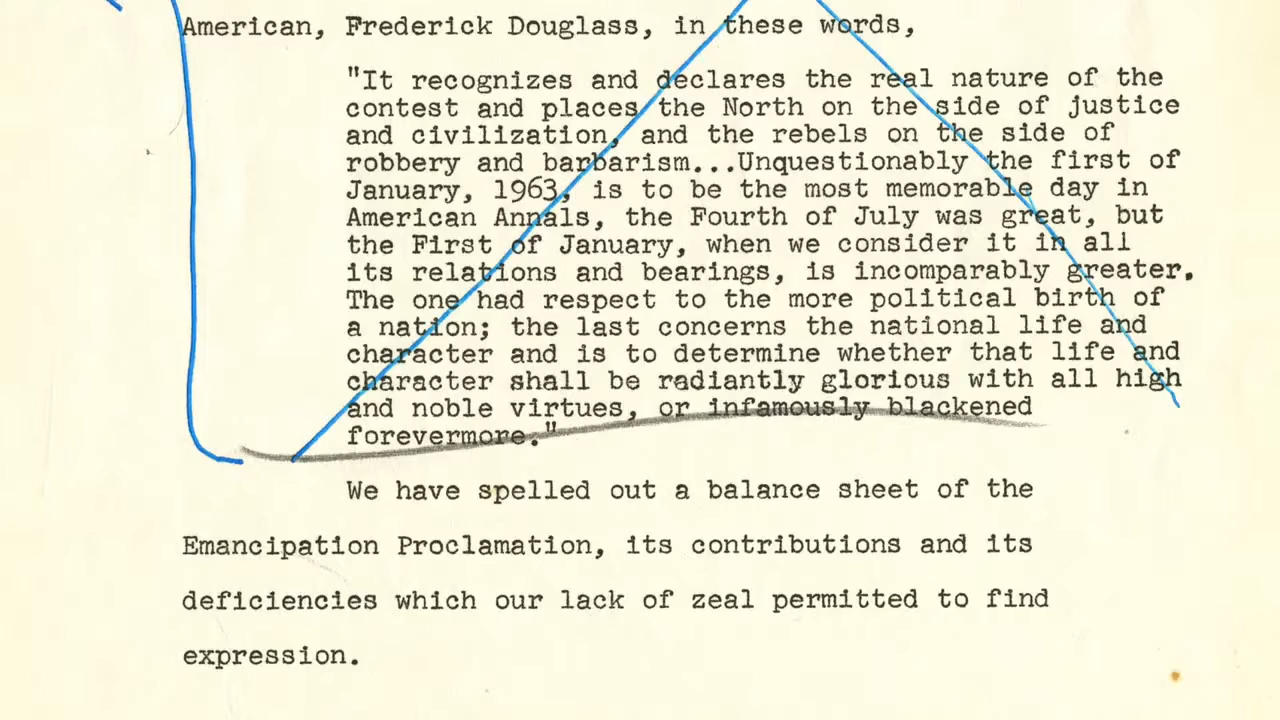 American, Frederick Douglass, in these words,
"It recognizes and declares the real nature of the
contest and places the North on the side of justice
and civilization, and the rebels on the side of
robbery and barbarism...Unquestionably the first of
January, 1963, is to be the most memorable day in
American Annals, the Fourth of July was great, but
the First of January, when we consider it in all
its relations and bearings, is incomparably greater.
The one had respect to the more political birth of
a nation; the last concerns the national life and
character and is to determine whether that life and
character shall be radiantly glorious with all high
and noble virtues, or infamously blackened
forevermore."
We have spelled out a balance sheet of the
Emancipation Proclamation, its contributions and its
deficiencies which our lack of zeal permitted to find
expression.